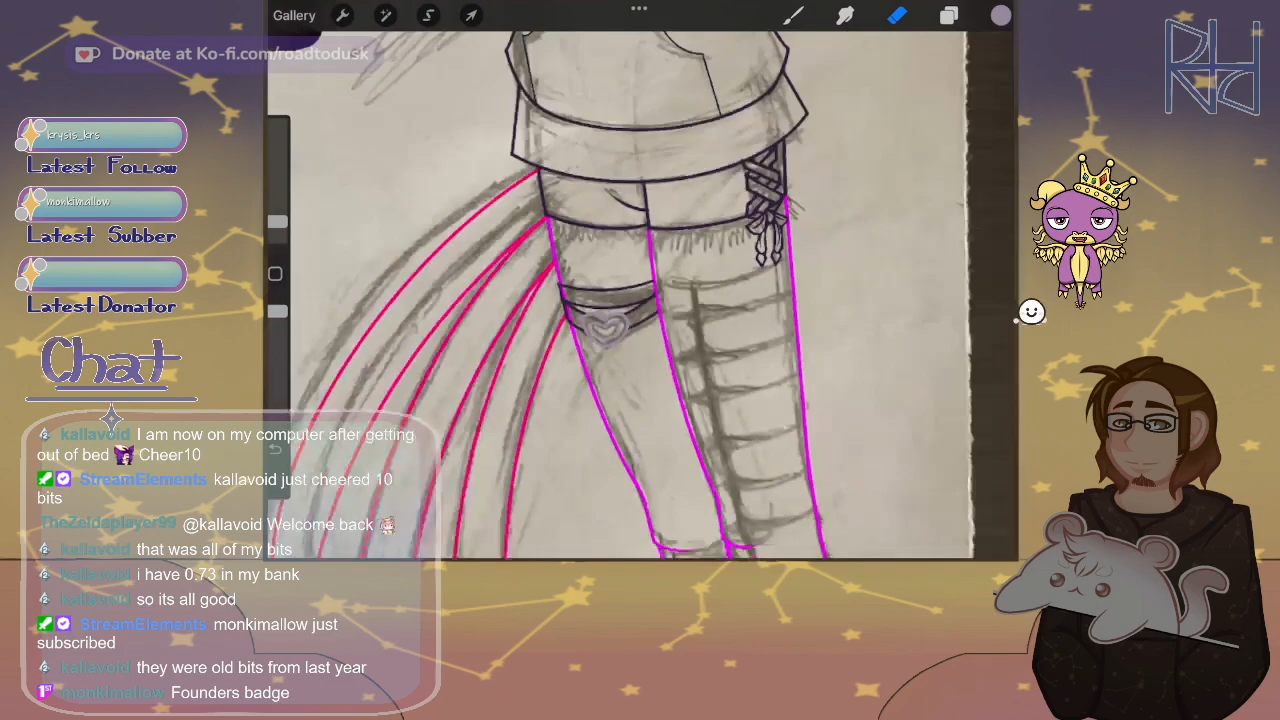 Gallery
Donate at Ko-fi.com/roadtodusk
RtD
krysis_krs
Latest Follow
monkimallow
Latest Subber
Latest Donator
Chat
kallavoid I am now on my computer after getting
out of bed Cheer10
StreamElements kallavoid just cheered 10
bits
TheZeldaplayer99 @kallavoid Welcome back
kallavoid that was all of my bits
kallavoid i have 0.73 in my bank
kallavoid so its all good
StreamElements monkimallow just
subscribed
kallavoid they were old bits from last year
1ST monkimallow Founders badge